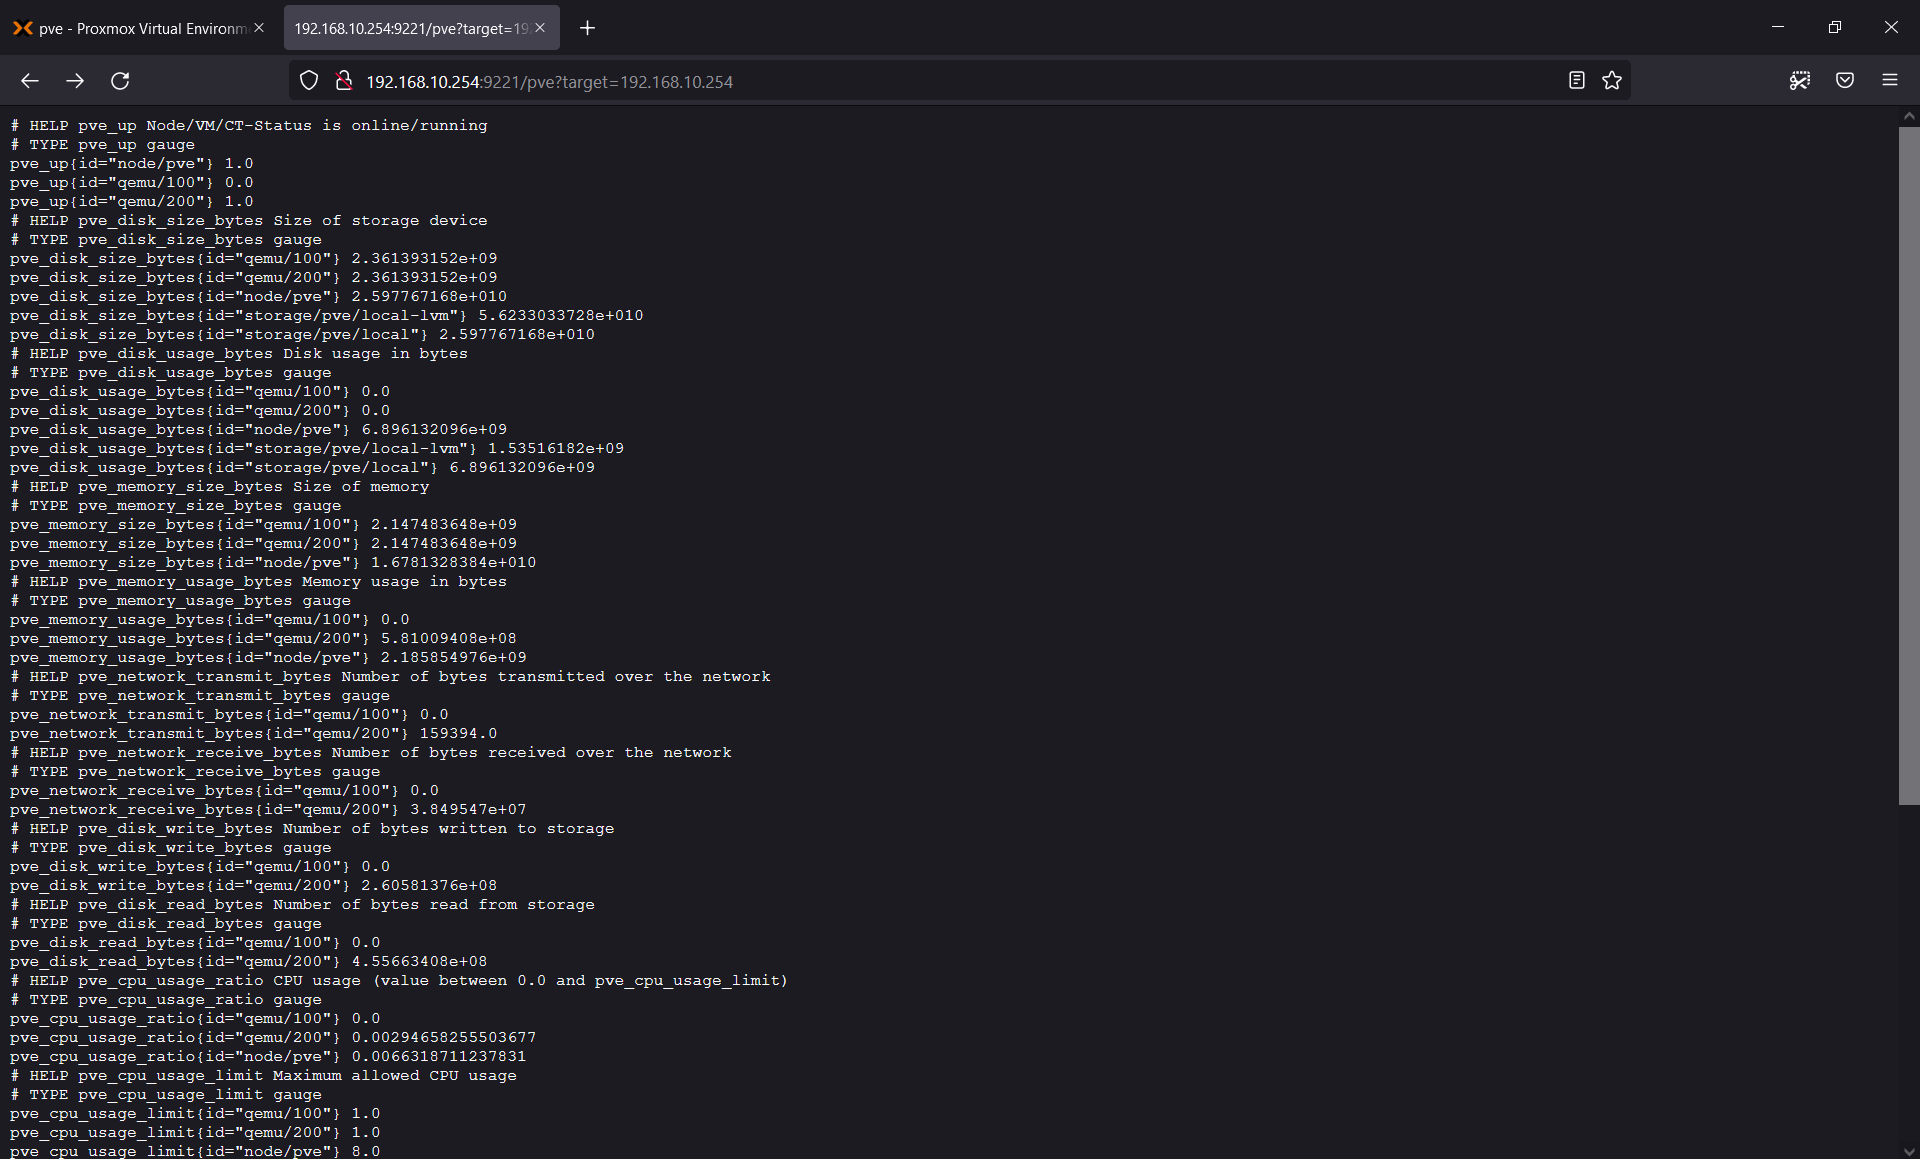 pve - Proxmox Virtual Environm
192.168.10.254:9221/pve?target=19
192.168.10.254:9221/pve?target=192.168.10.254
# HELP pve_up Node/VM/CT-Status is online/running
# TYPE pve_up gauge
pve_up{id="node/pve"} 1.0
pve_up{id="qemu/100"} 0.0
pve_up{id="qemu/200"} 1.0
# HELP pve_disk_size_bytes Size of storage device
# TYPE pve_disk_size_bytes gauge
pve_disk_size_bytes{id="qemu/100"} 2.361393152e+09
pve_disk_size_bytes{id="qemu/200"} 2.361393152e+09
pve_disk_size_bytes{id="node/pve"} 2.597767168e+010
pve_disk_size_bytes{id="storage/pve/local-lvm"} 5.6233033728e+010
pve_disk_size_bytes{id="storage/pve/local"} 2.597767168e+010
# HELP pve_disk_usage_bytes Disk usage in bytes
# TYPE pve_disk_usage_bytes gauge
pve_disk_usage_bytes{id="qemu/100"} 0.0
pve_disk_usage_bytes{id="qemu/200"} 0.0
pve_disk_usage_bytes{id="node/pve"} 6.896132096e+09
pve_disk_usage_bytes{id="storage/pve/local-lvm"} 1.53516182e+09
pve_disk_usage_bytes{id="storage/pve/local"} 6.896132096e+09
# HELP pve_memory_size_bytes Size of memory
# TYPE pve_memory_size_bytes gauge
pve_memory_size_bytes{id="qemu/100"} 2.147483648e+09
pve_memory_size_bytes{id="qemu/200"} 2.147483648e+09
pve_memory_size_bytes{id="node/pve"} 1.6781328384e+010
# HELP pve_memory_usage_bytes Memory usage in bytes
# TYPE pve_memory_usage_bytes gauge
pve_memory_usage_bytes{id="qemu/100"} 0.0
pve_memory_usage_bytes{id="qemu/200"} 5.81009408e+08
pve_memory_usage_bytes{id="node/pve"} 2.185854976e+09
# HELP pve_network_transmit_bytes Number of bytes transmitted over the network
# TYPE pve_network_transmit_bytes gauge
pve_network_transmit_bytes{id="qemu/100"} 0.0
pve_network_transmit_bytes{id="qemu/200"} 159394.0
# HELP pve_network_receive_bytes Number of bytes received over the network
# TYPE pve_network_receive_bytes gauge
pve_network_receive_bytes{id="qemu/100"} 0.0
pve_network_receive_bytes{id="qemu/200"} 3.849547e+07
# HELP pve_disk_write_bytes Number of bytes written to storage
# TYPE pve_disk_write_bytes gauge
pve_disk_write_bytes{id="qemu/100"} 0.0
pve_disk_write_bytes{id="qemu/200"} 2.60581376e+08
# HELP pve_disk_read_bytes Number of bytes read from storage
# TYPE pve_disk_read_bytes gauge
pve_disk_read_bytes{id="qemu/100"} 0.0
pve_disk_read_bytes{id="qemu/200"} 4.55663408e+08
# HELP pve_cpu_usage_ratio CPU usage (value between 0.0 and pve_cpu_usage_limit)
# TYPE pve_cpu_usage_ratio gauge
pve_cpu_usage_ratio{id="qemu/100"} 0.0
pve_cpu_usage_ratio{id="qemu/200"} 0.00294658255503677
pve_cpu_usage_ratio{id="node/pve"} 0.0066318711237831
# HELP pve_cpu_usage_limit Maximum allowed CPU usage
# TYPE pve_cpu_usage_limit gauge
pve_cpu_usage_limit{id="qemu/100"} 1.0
pve_cpu_usage_limit{id="qemu/200"} 1.0
pve_cpu_usage_limit{id="node/pve"} 8.0